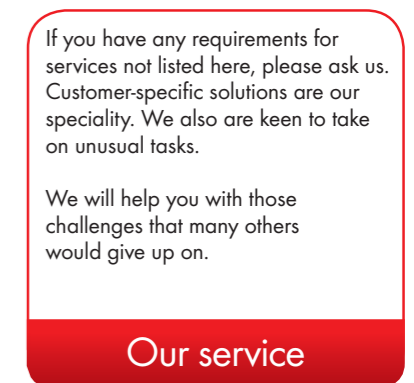 If you have any requirements for
services not listed here, please ask us.
Customer-specific solutions are our
speciality. We also are keen to take
on unusual tasks.
We will help you with those
challenges that many others
would give up on.
Our service